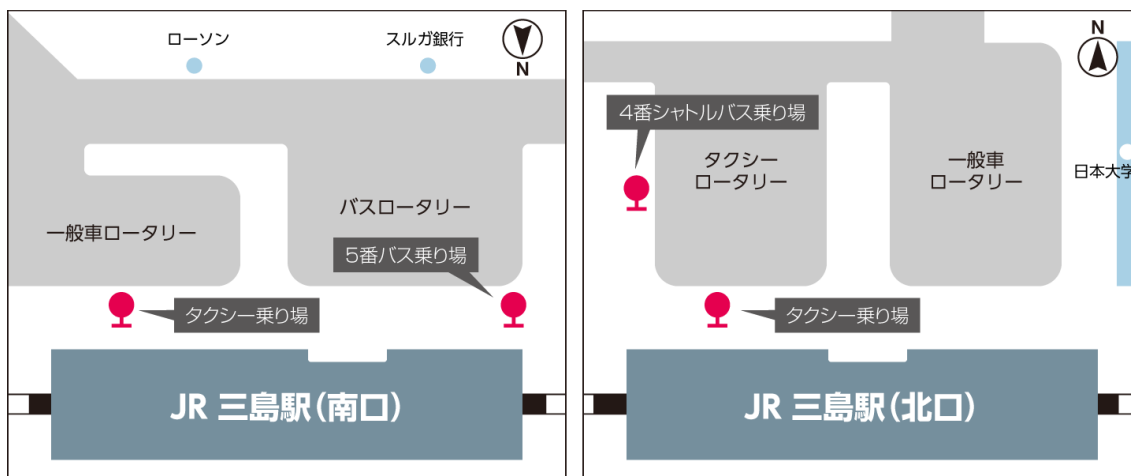 ローソン
スルガ銀行
N
バスロータリー
一般車ロータリー
5番バス乗り場
タクシー乗り場
JR 三島駅(南口)
N
4番シャトルバス乗り場
タクシー
ロータリー
一般車
ロータリー
日本大学
タクシー乗り場
JR 三島駅(北口)